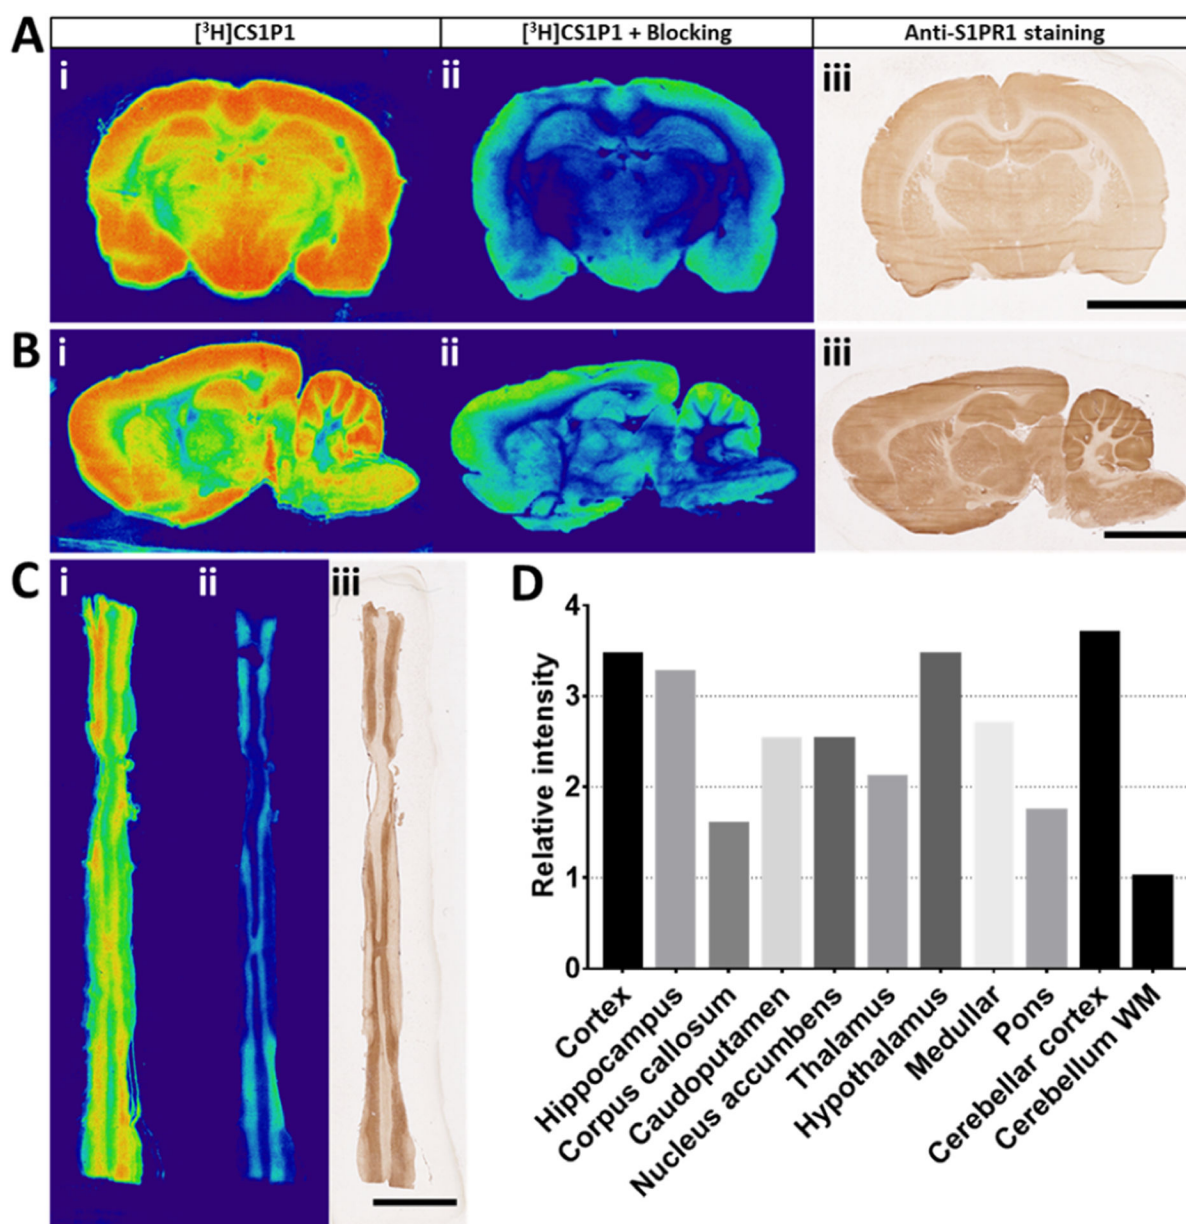 A
[³H]CS1P1
[³H]CS1P1 + Blocking
Anti-S1PR1 staining
i
ii
iii
B
i
ii
iii
C
i
ii
iii
D
Relative intensity
4
3
2
1
0
Cortex
Hippocampus
Corpus callosum
Caudoputamen
Nucleus accumbens
Thalamus
Hypothalamus
Medullar
Pons
Cerebellar cortex
Cerebellum WM